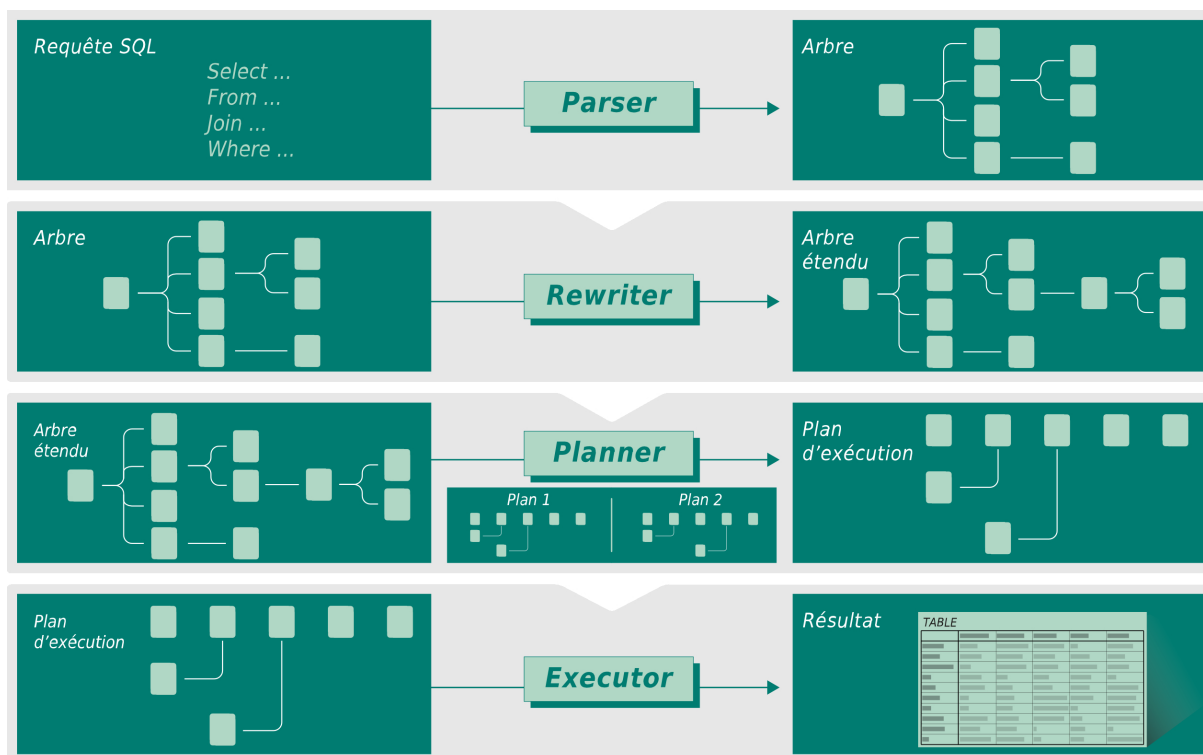 Requête SQL
Select ...
From ...
Join ...
Where ...
Parser
Arbre
Arbre
Rewriter
Arbre
étendu
Arbre
étendu
Planner
Plan 1
Plan 2
Plan
d’exécution
Plan
d’exécution
Executor
Résultat
TABLE